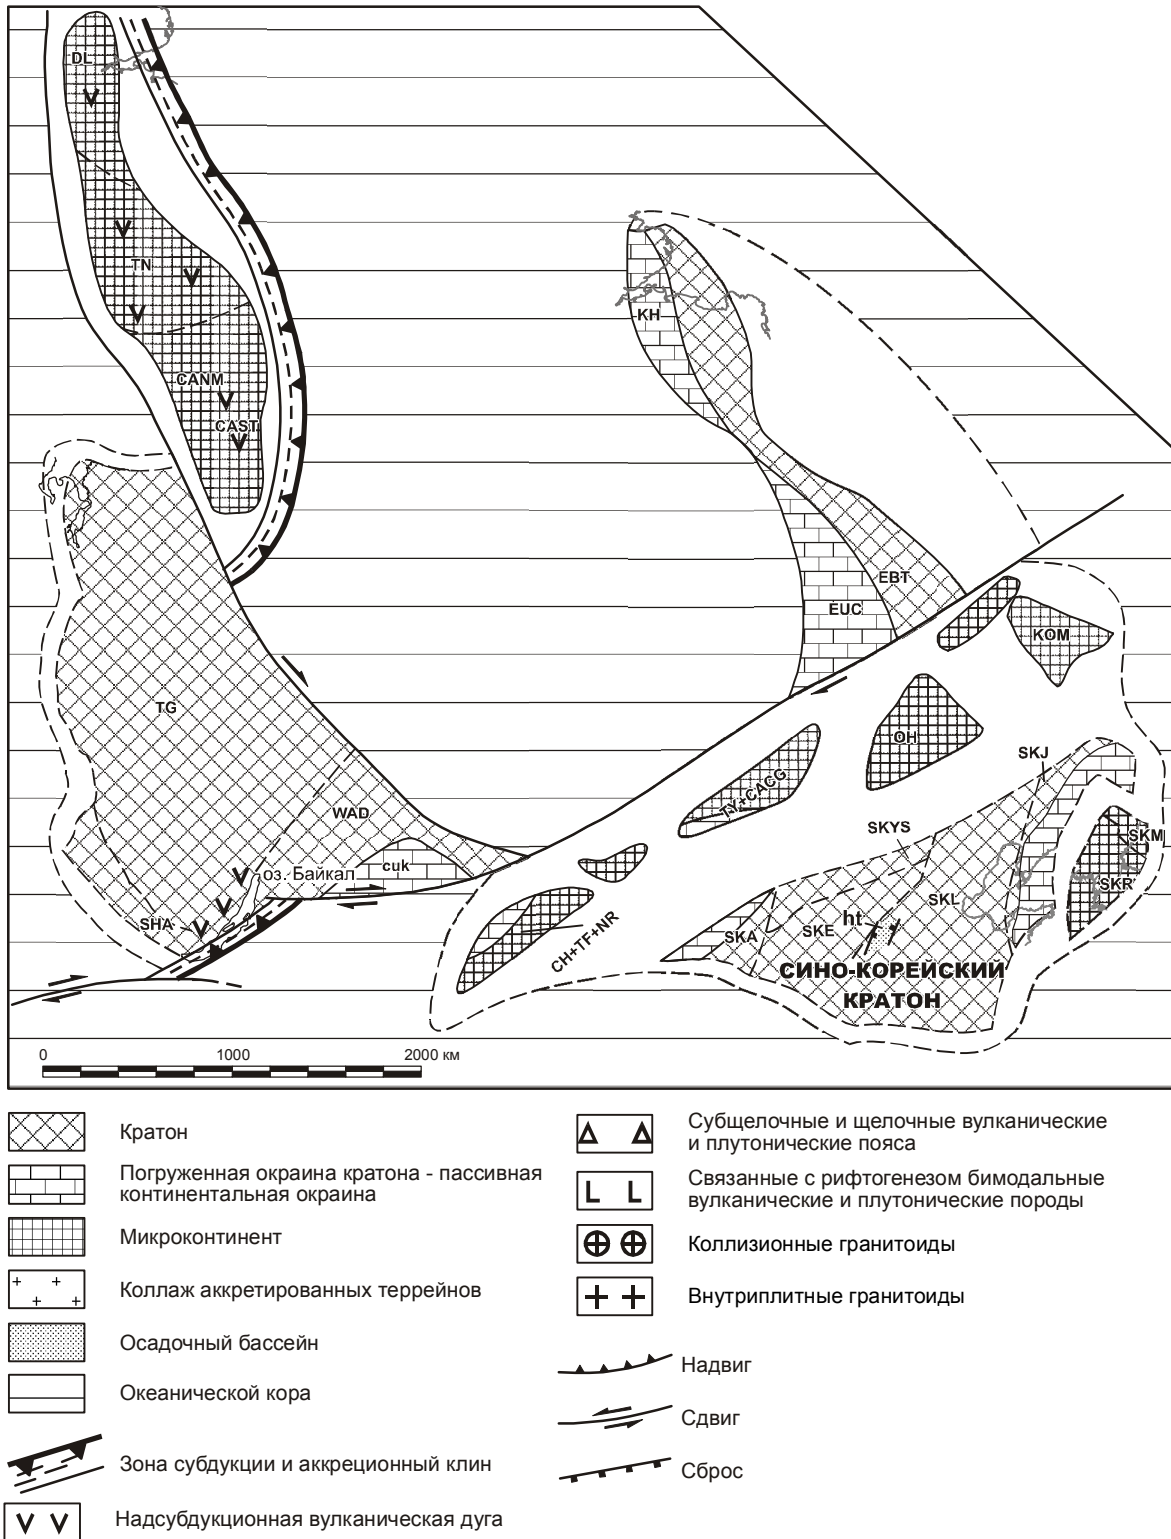 DL
TN
CANM
CAST
KH
EBT
EUC
KOM
TG
OH
SKJ
TY+CACG
WAD
SKYS
cuk
SKM
оз. Байкал
SKR
SHA
CH+TF+NR
SKA
SKE
ht
SKL
СИНО-КОРЕЙСКИЙ
КРАТОН
0 1000 2000 км
Кратон
Погруженная окраина кратона - пассивная
континентальная окраина
Микроконтинент
Коллаж аккретированных террейнов
Осадочный бассейн
Океанической кора
Зона субдукции и аккреционный клин
Надсубдукционная вулканическая дуга
Субщелочные и щелочные вулканические
и плутонические пояса
Связанные с рифтогенезом бимодальные
вулканические и плутонические породы
Коллизионные гранитоиды
Внутриплитные гранитоиды
Надвиг
Сдвиг
Сброс